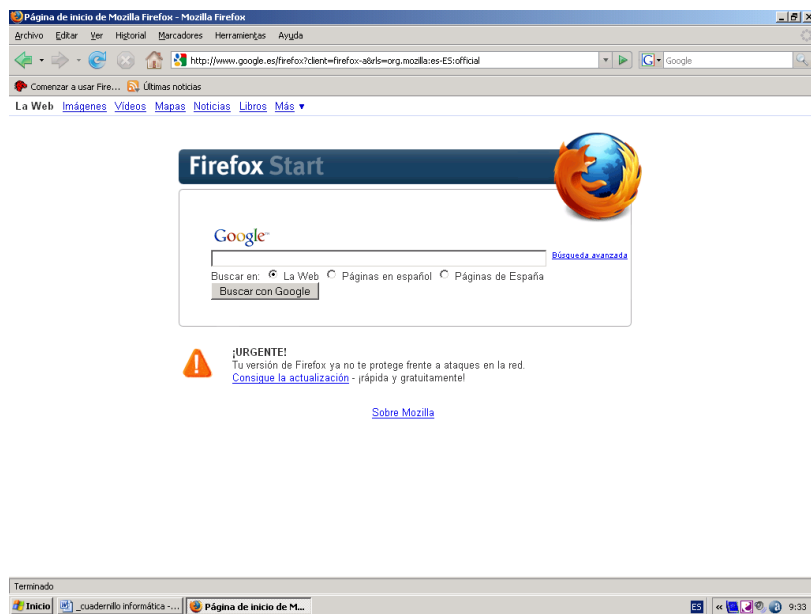 Página de inicio de Mozilla Firefox - Mozilla Firefox
Archivo Editar Ver Historial Marcadores Herramientas Ayuda
http://www.google.es/firefox?client=firefox-a&rls=org.mozilla:es-ES:official
G Google
Comenzar a usar Fire... Últimas noticias
La Web Imágenes Vídeos Mapas Noticias Libros Más ▼
Firefox Start
Google™
Búsqueda avanzada
Buscar en: La Web Páginas en español Páginas de España
Buscar con Google
¡URGENTE!
Tu versión de Firefox ya no te protege frente a ataques en la red.
Consigue la actualización - ¡rápida y gratuitamente!
Sobre Mozilla
Terminado
Inicio _cuadernillo informática -... Página de inicio de M... ES « 9:33